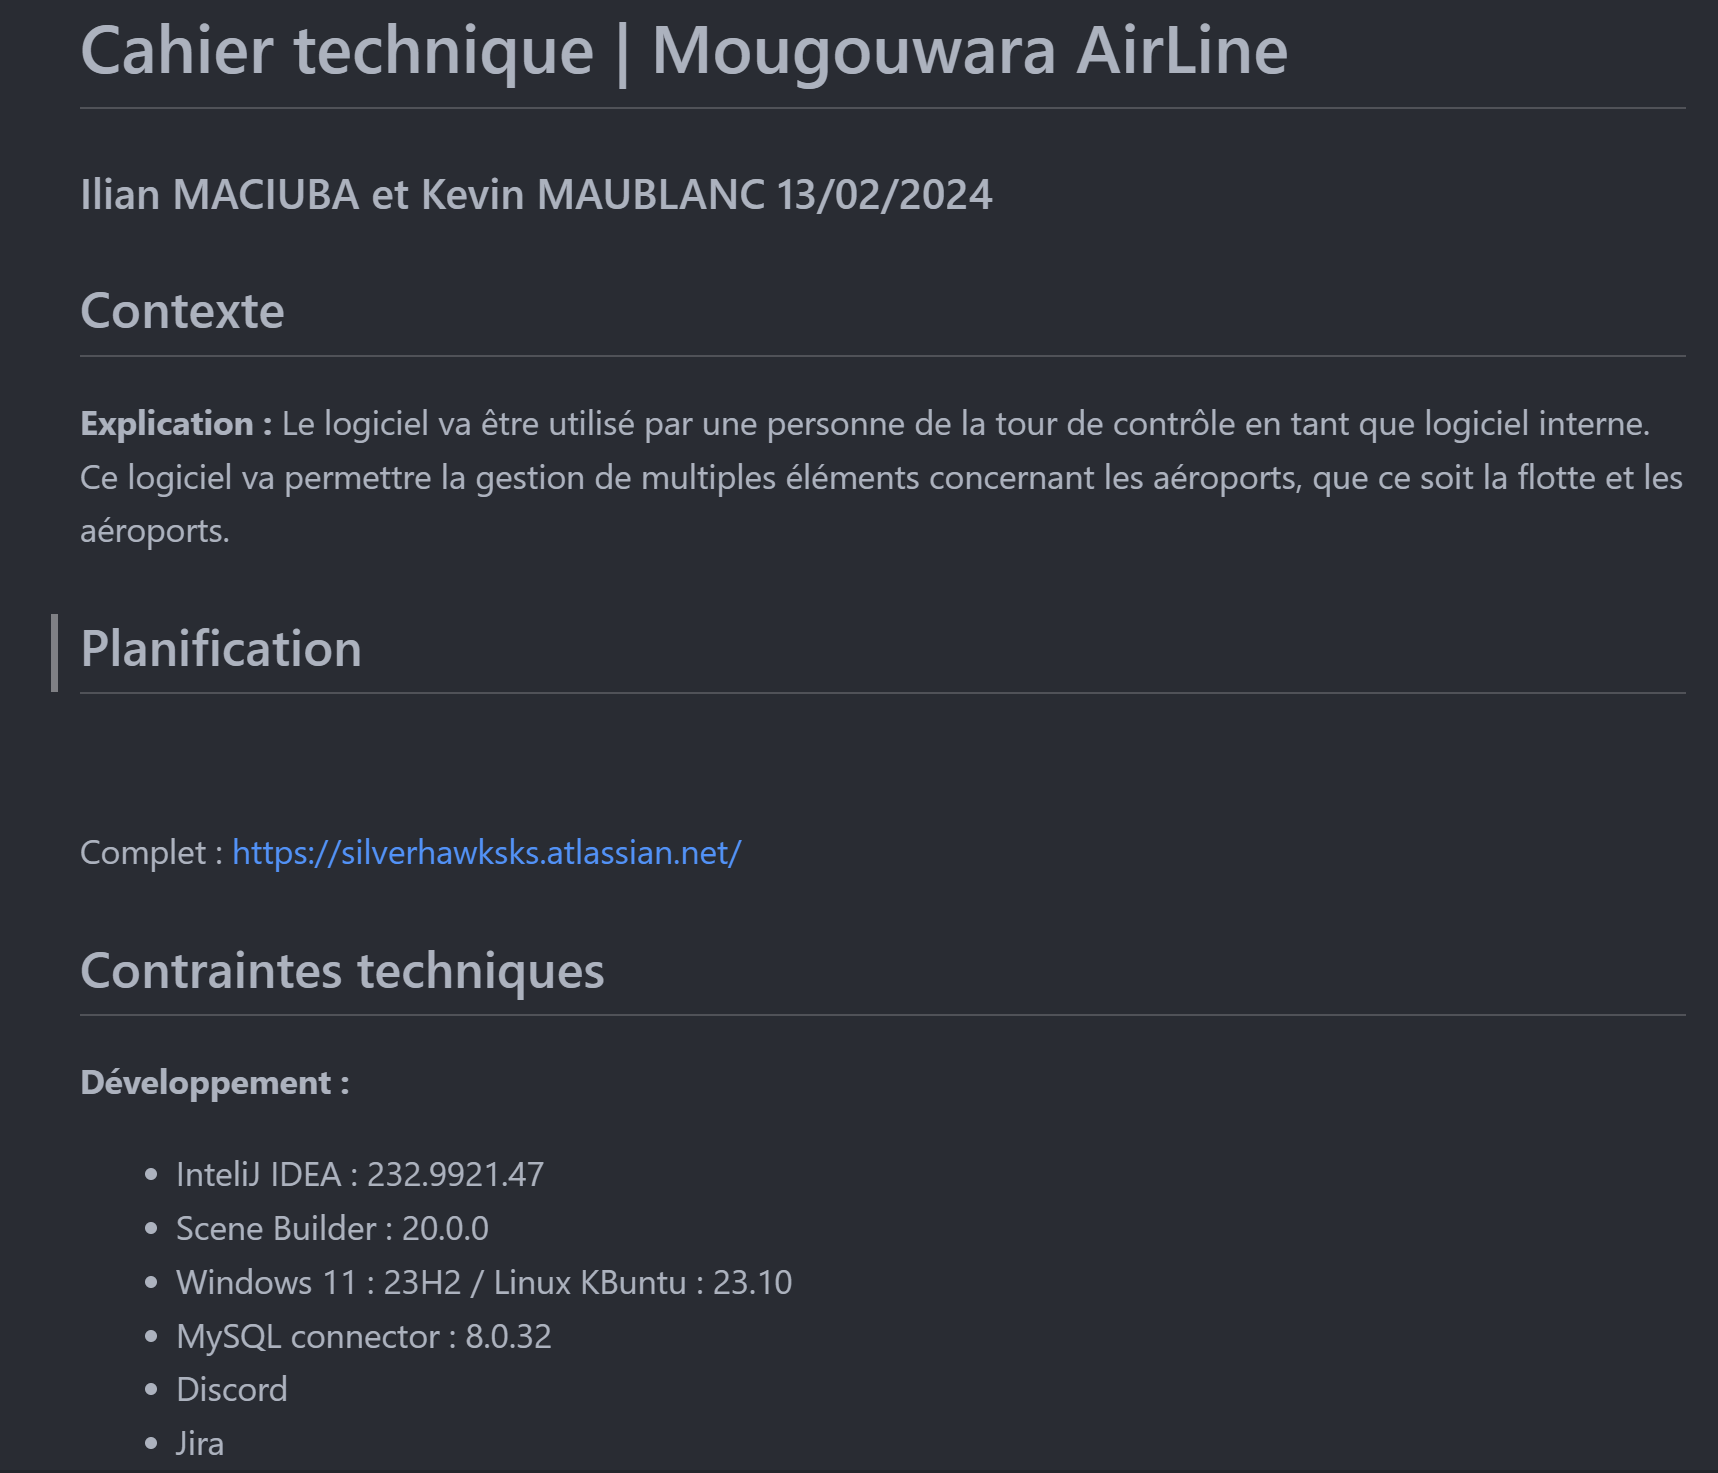 Cahier technique | Mougouwara AirLine
Ilian MACIUBA et Kevin MAUBLANC 13/02/2024
Contexte
Explication : Le logiciel va être utilisé par une personne de la tour de contrôle en tant que logiciel interne.
Ce logiciel va permettre la gestion de multiples éléments concernant les aéroports, que ce soit la flotte et les
aéroports.
Planification
Complet : https://silverhawksks.atlassian.net/
Contraintes techniques
Développement :
• InteliJ IDEA : 232.9921.47
• Scene Builder : 20.0.0
• Windows 11 : 23H2 / Linux KBuntu : 23.10
• MySQL connector : 8.0.32
• Discord
• Jira